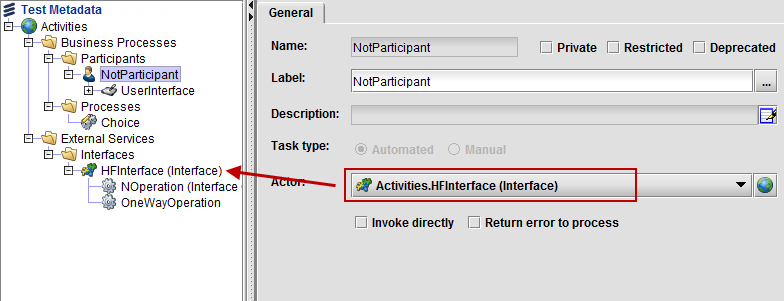 Test Metadata
Activities
Business Processes
Participants
NotParticipant
UserInterface
Processes
Choice
External Services
Interfaces
HFInterface (Interface)
NOperation (Interface
OneWayOperation
General
Name: NotParticipant Private Restricted Deprecated
Label: NotParticipant ...
Description:
Task type: Automated Manual
Actor: Activities.HFInterface (Interface)
Invoke directly Return error to process